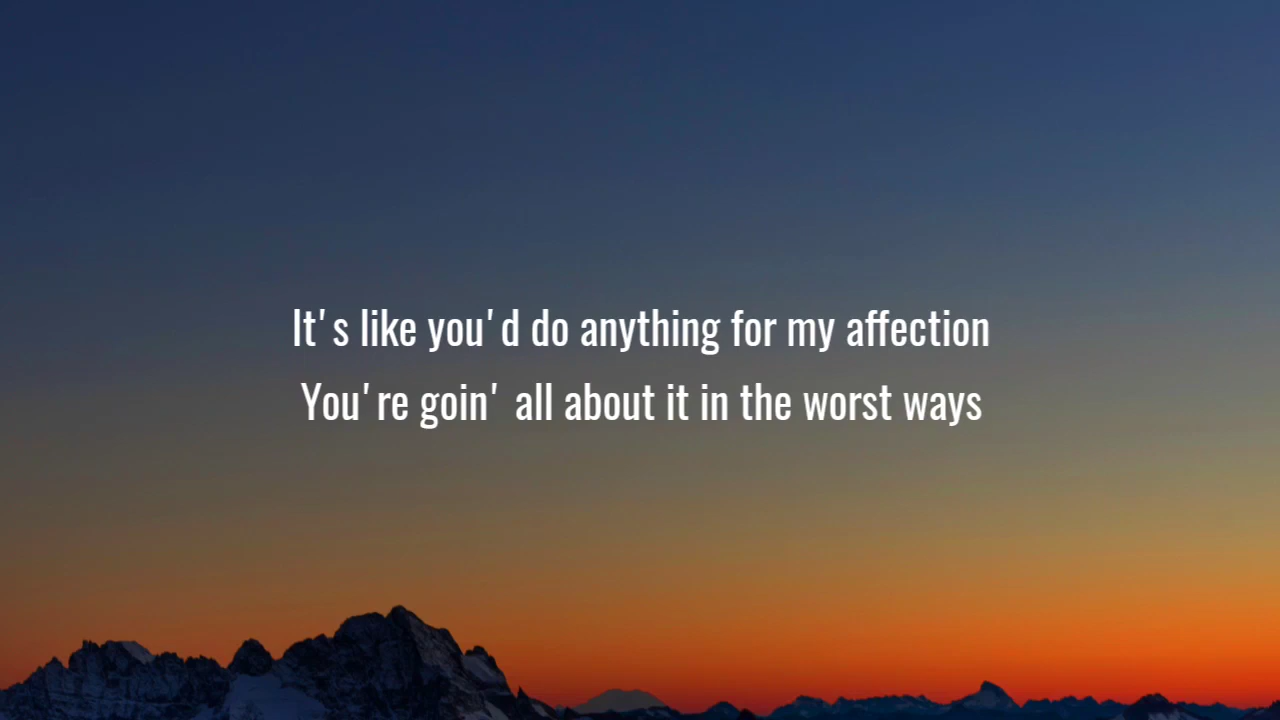 It's like you'd do anything for my affection
You're goin' all about it in the worst ways